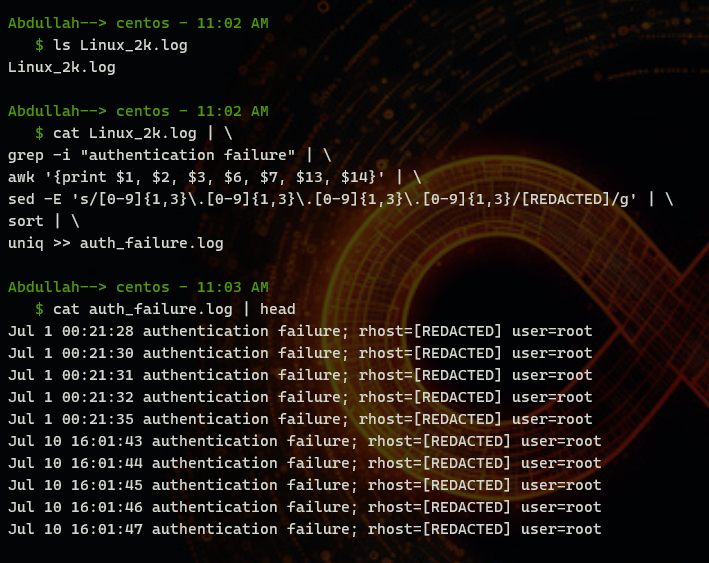 Abdullah--> centos - 11:02 AM
$ ls Linux_2k.log
Linux_2k.log
Abdullah--> centos - 11:02 AM
$ cat Linux_2k.log | \
grep -i "authentication failure" | \
awk '{print $1, $2, $3, $6, $7, $13, $14}' | \
sed -E 's/[0-9]{1,3}\.[0-9]{1,3}\.[0-9]{1,3}\.[0-9]{1,3}/[REDACTED]/g' | \
sort | \
uniq >> auth_failure.log
Abdullah--> centos - 11:03 AM
$ cat auth_failure.log | head
Jul 1 00:21:28 authentication failure; rhost=[REDACTED] user=root
Jul 1 00:21:30 authentication failure; rhost=[REDACTED] user=root
Jul 1 00:21:31 authentication failure; rhost=[REDACTED] user=root
Jul 1 00:21:32 authentication failure; rhost=[REDACTED] user=root
Jul 1 00:21:35 authentication failure; rhost=[REDACTED] user=root
Jul 10 16:01:43 authentication failure; rhost=[REDACTED] user=root
Jul 10 16:01:44 authentication failure; rhost=[REDACTED] user=root
Jul 10 16:01:45 authentication failure; rhost=[REDACTED] user=root
Jul 10 16:01:46 authentication failure; rhost=[REDACTED] user=root
Jul 10 16:01:47 authentication failure; rhost=[REDACTED] user=root